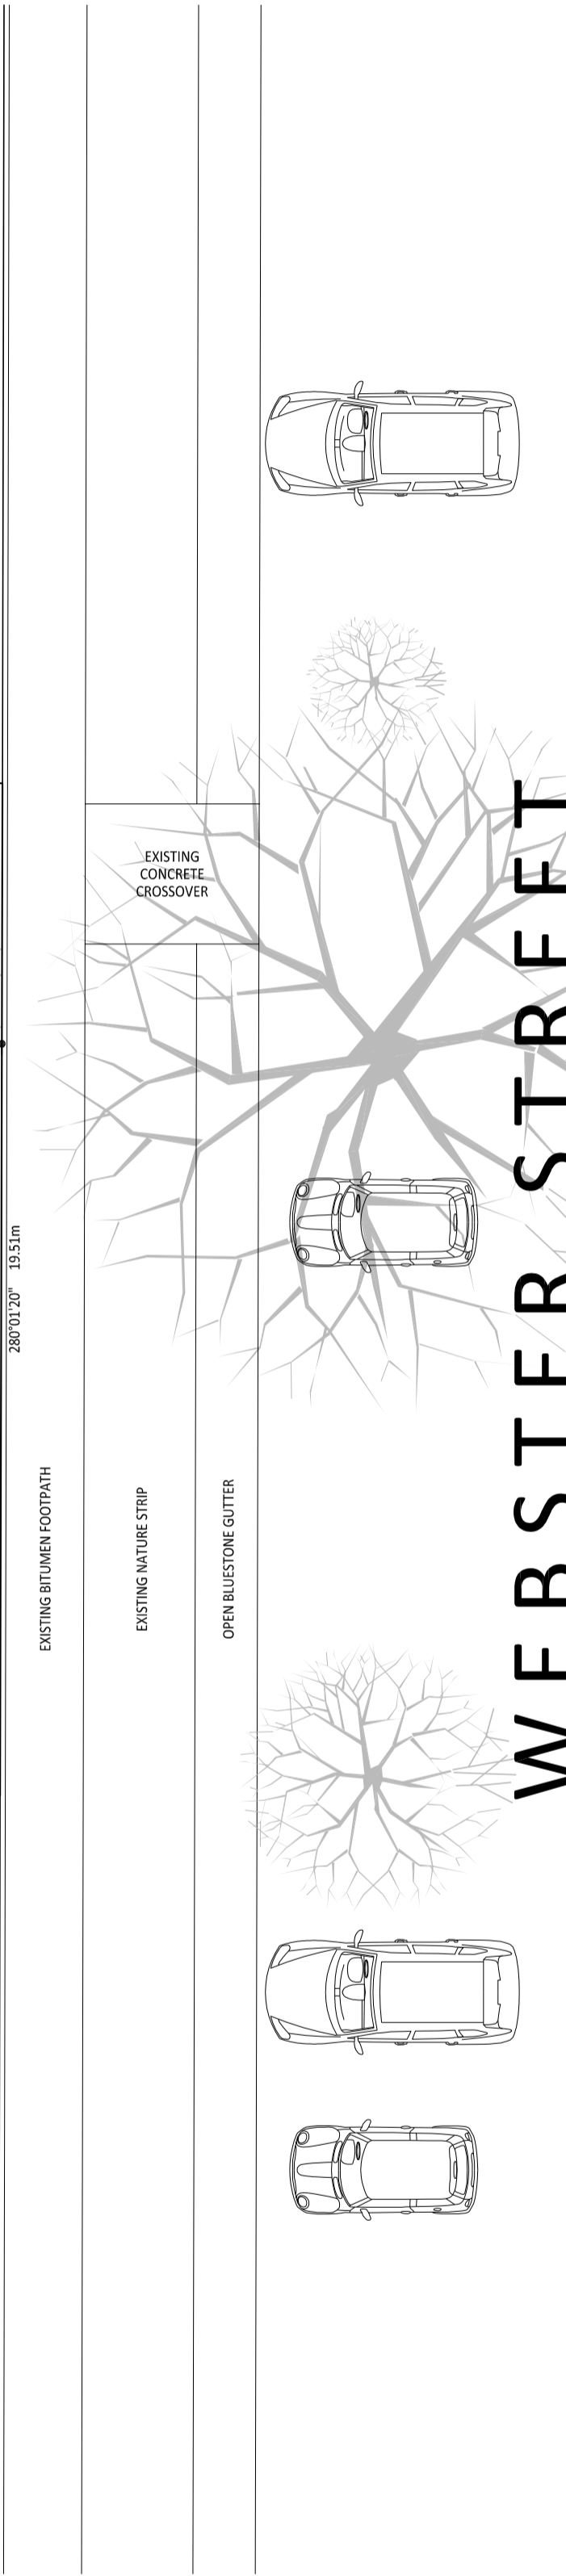 EXISTING
CONCRETE
CROSSOVER
280°01'20" 19.51m
EXISTING BITUMEN FOOTPATH
EXISTING NATURE STRIP
OPEN BLUESTONE GUTTER
WEBSTER STREET